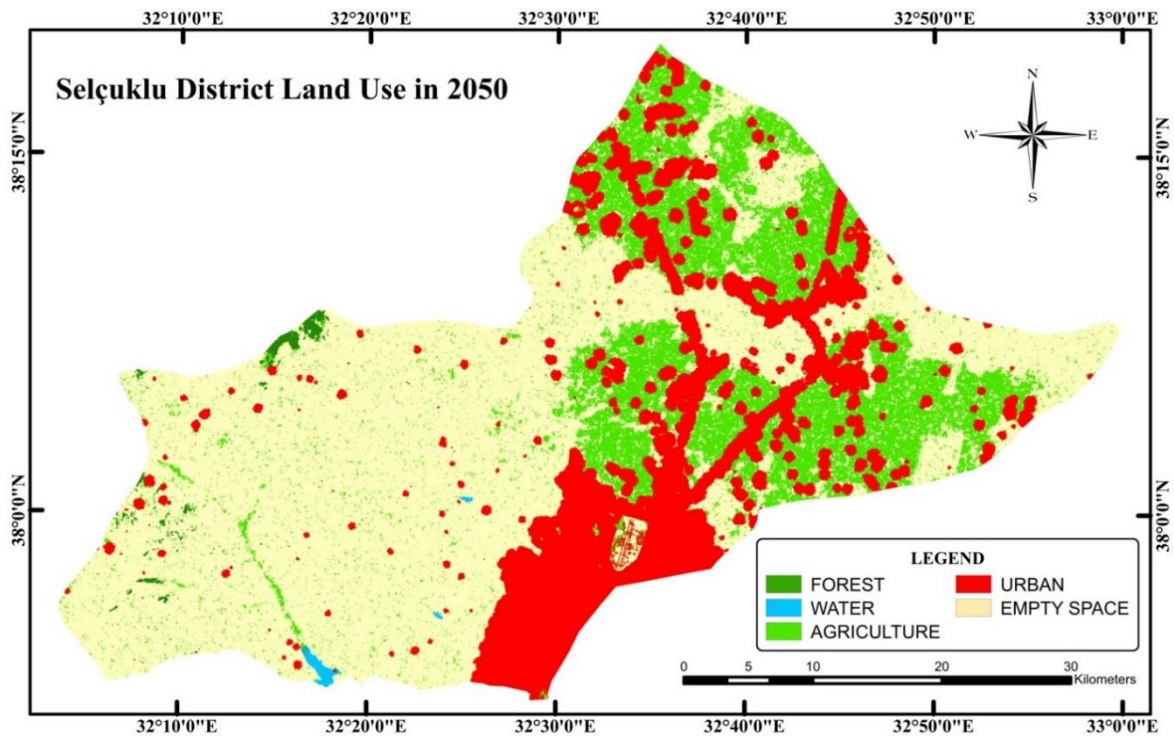 32°10'0"E 32°20'0"E 32°30'0"E 32°40'0"E 32°50'0"E 33°0'0"E
Selçuklu District Land Use in 2050
N
W E
S
38°15'0"N 38°15'0"N
38°0'0"N 38°0'0"N
LEGEND
FOREST URBAN
WATER EMPTY SPACE
AGRICULTURE
0 5 10 20 30
Kilometers
32°10'0"E 32°20'0"E 32°30'0"E 32°40'0"E 32°50'0"E 33°0'0"E